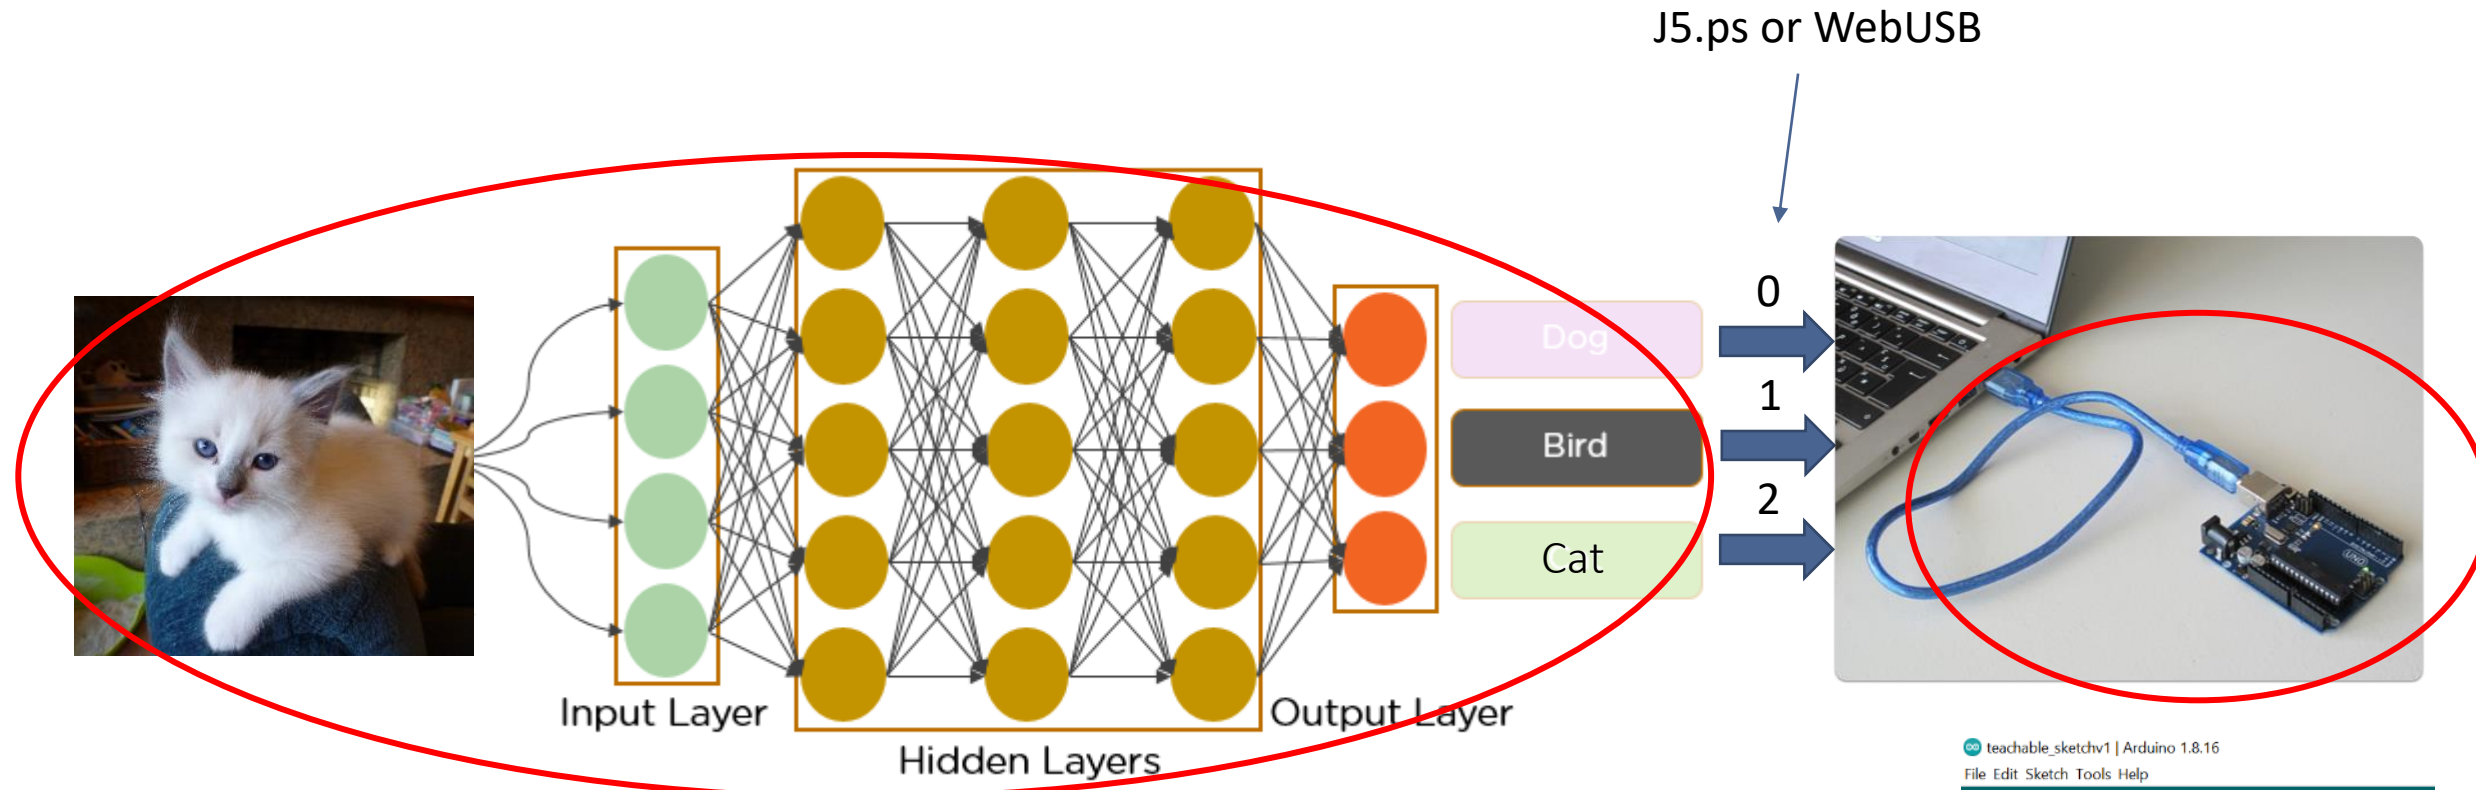 J5.ps or WebUSB
0
Dog
1
Bird
2
Cat
UNO
Input Layer
Output Layer
Hidden Layers
teachable_sketchv1 | Arduino 1.8.16
File Edit Sketch Tools Help